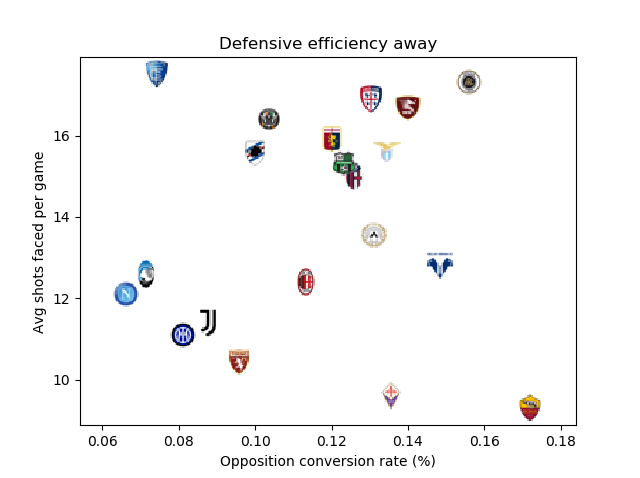 Defensive efficiency away
Avg shots faced per game
16
14
12
10
0.06 0.08 0.10 0.12 0.14 0.16 0.18
Opposition conversion rate (%)
N